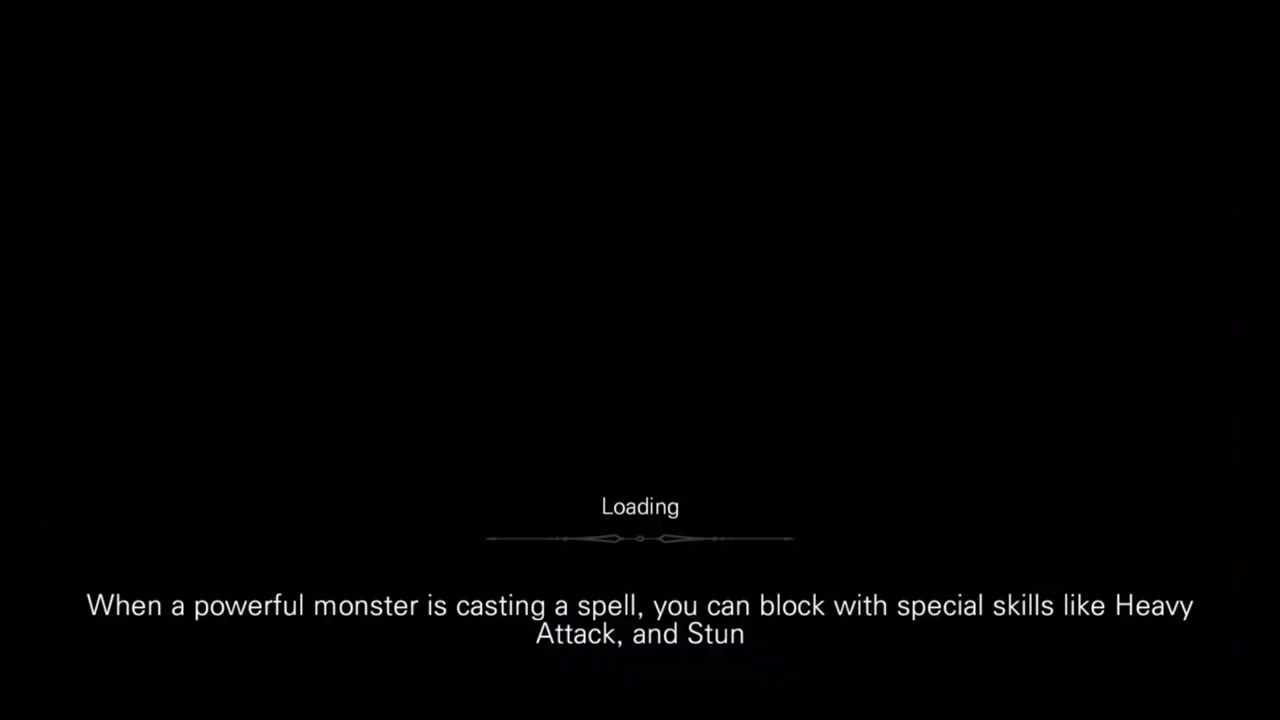 Loading
When a powerful monster is casting a spell, you can block with special skills like Heavy
Attack, and Stun